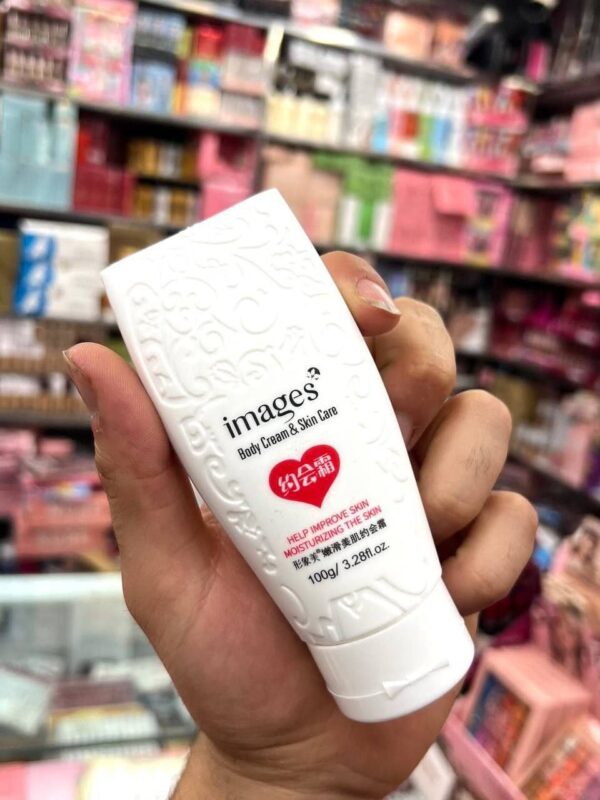 images
Body Cream & Skin Care
约会霜
HELP IMPROVE SKIN
MOISTURIZING THE SKIN
形象美®嫩滑美肌约会霜
100g/ 3.28fl.oz.